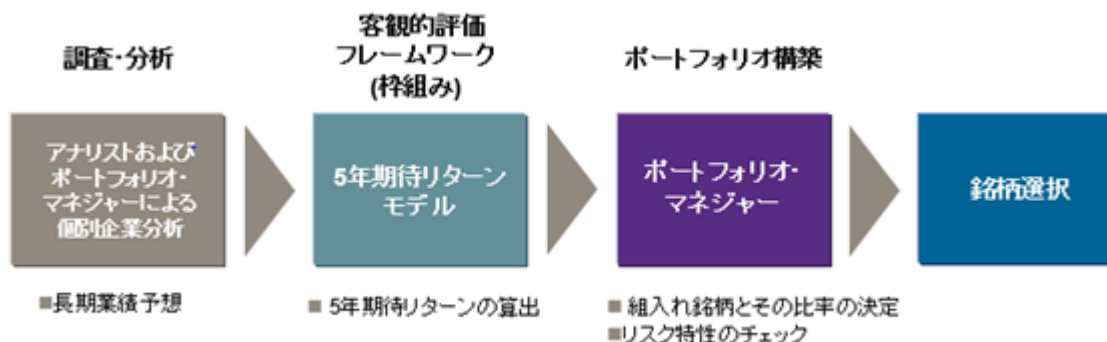 調査・分析
アナリストおよび
ポートフォリオ・
マネジャーによる
個別企業分析
■長期業績予想
客観的評価
フレームワーク
(枠組み)
5年期待リターン
モデル
■ 5年期待リターンの算出
ポートフォリオ構築
ポートフォリオ・
マネジャー
■ 組入れ銘柄とその比率の決定
■リスク特性のチェック
銘柄選択